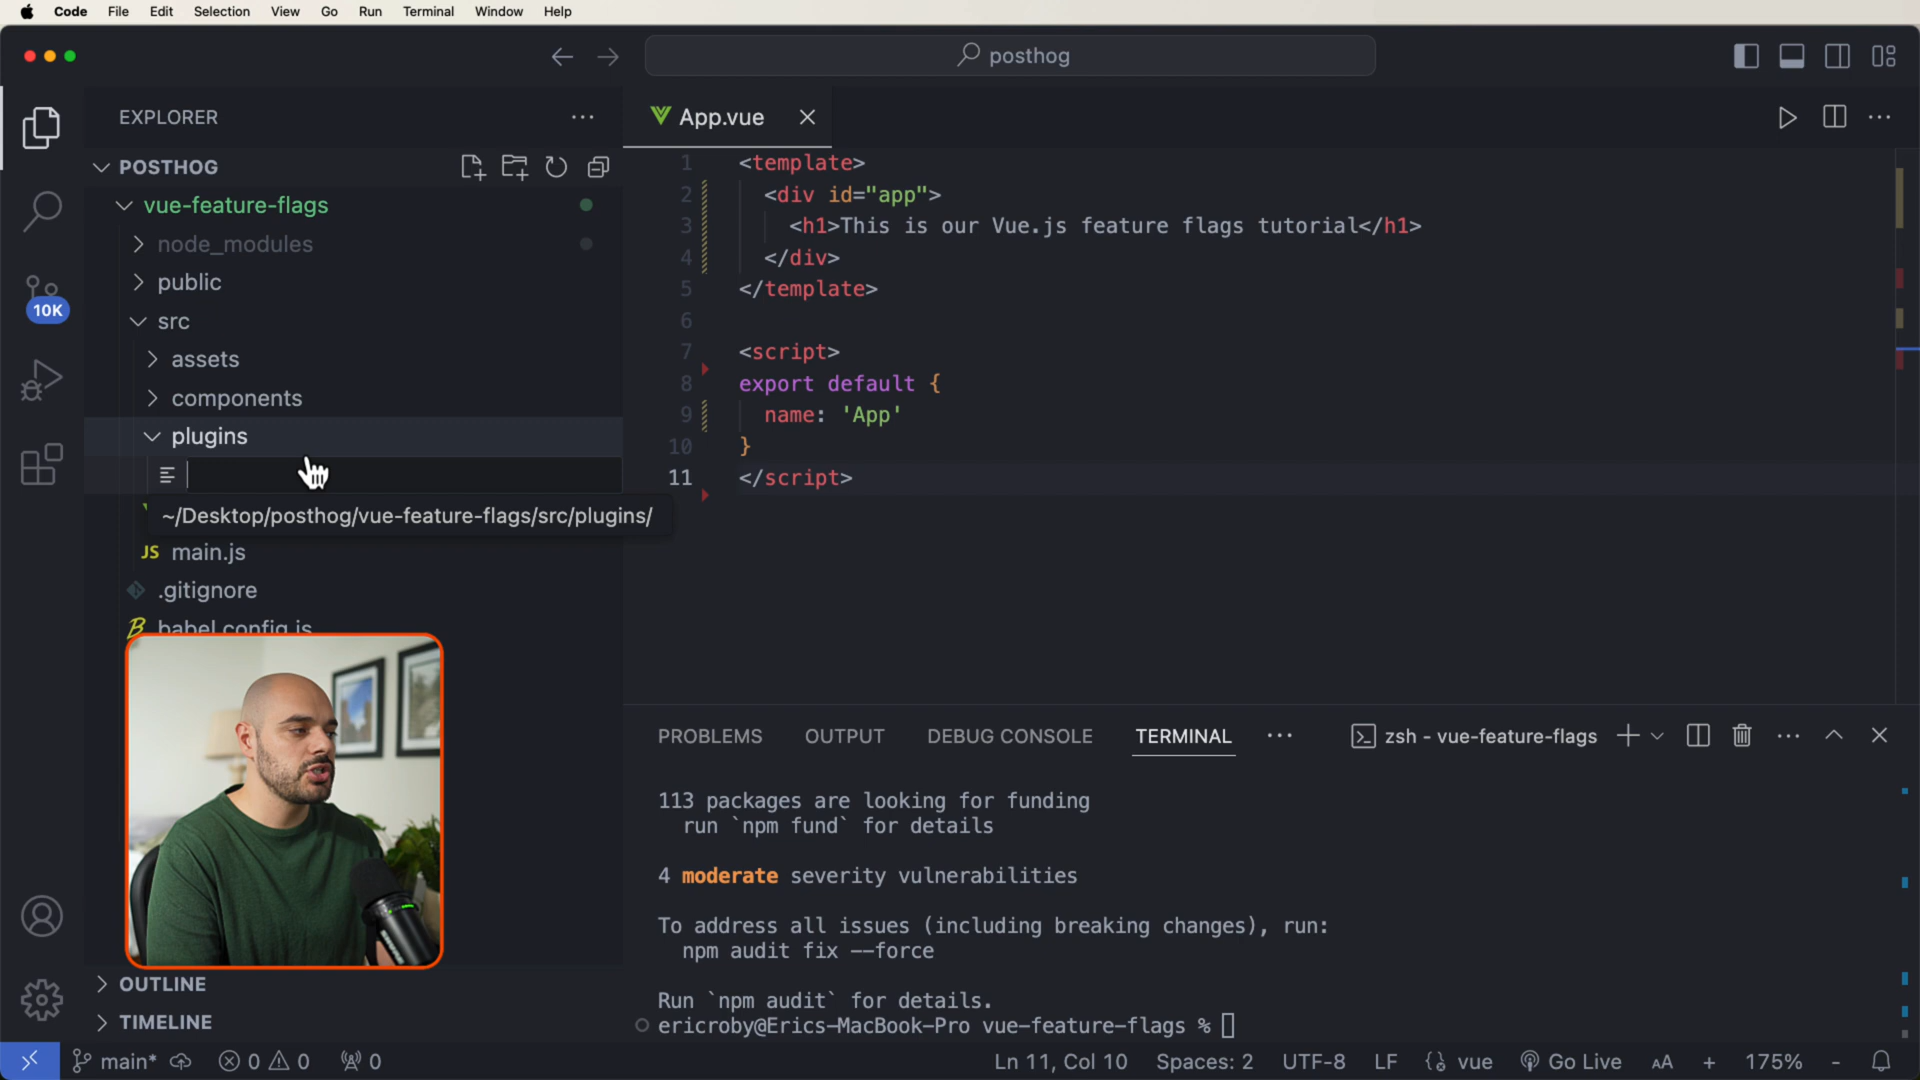 Code File Edit Selection View Go Run Terminal Window Help
posthog
EXPLORER
POSTHOG
vue-feature-flags
node_modules
public
src
assets
components
plugins
~/Desktop/posthog/vue-feature-flags/src/plugins/
JS main.js
.gitignore
babel.config.js
OUTLINE
TIMELINE
10K
App.vue
1 <template>
2 <div id="app">
3 <h1>This is our Vue.js feature flags tutorial</h1>
4 </div>
5 </template>
6
7 <script>
8 export default {
9 name: 'App'
10 }
11 </script>
PROBLEMS OUTPUT DEBUG CONSOLE TERMINAL
zsh - vue-feature-flags
113 packages are looking for funding
run `npm fund` for details
4 moderate severity vulnerabilities
To address all issues (including breaking changes), run:
npm audit fix --force
Run `npm audit` for details.
ericroby@Erics-MacBook-Pro vue-feature-flags %
main* 0 0 0 Ln 11, Col 10 Spaces: 2 UTF-8 LF vue Go Live AA + 175% -